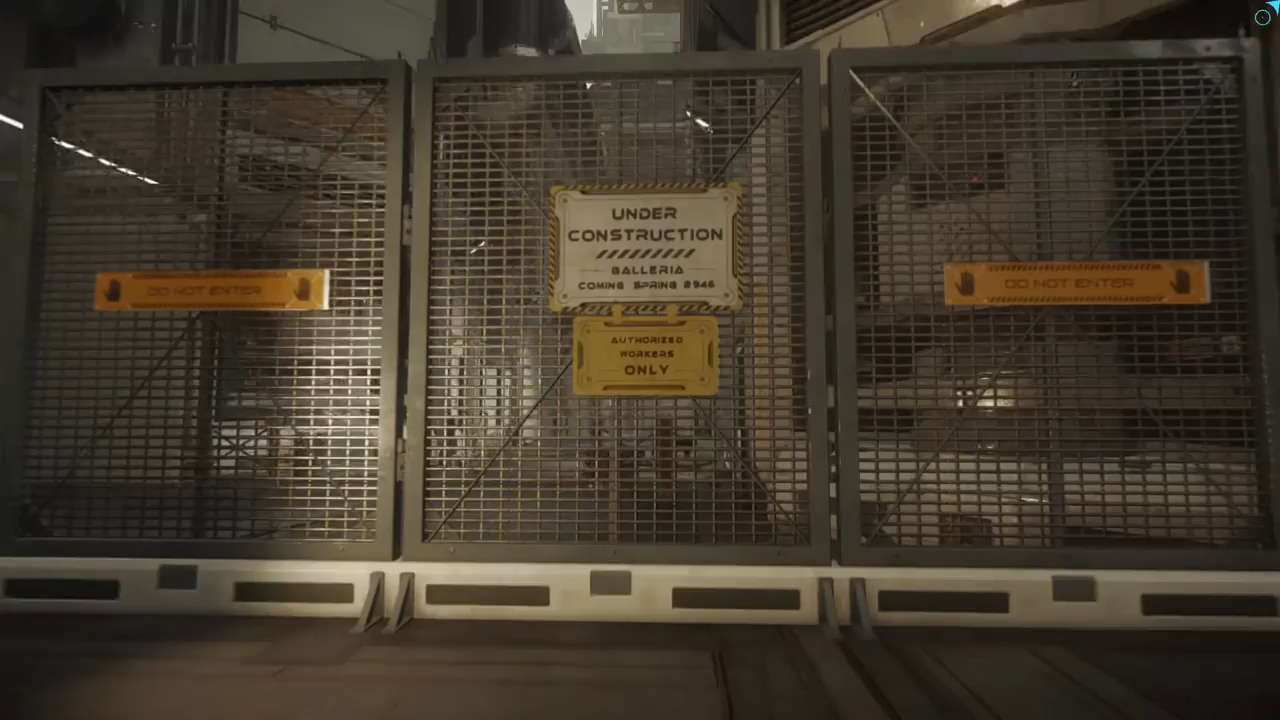 UNDER
CONSTRUCTION
GALLERIA
COMING SPRING 2946
AUTHORIZED
WORKERS
ONLY
DO NOT ENTER
DO NOT ENTER